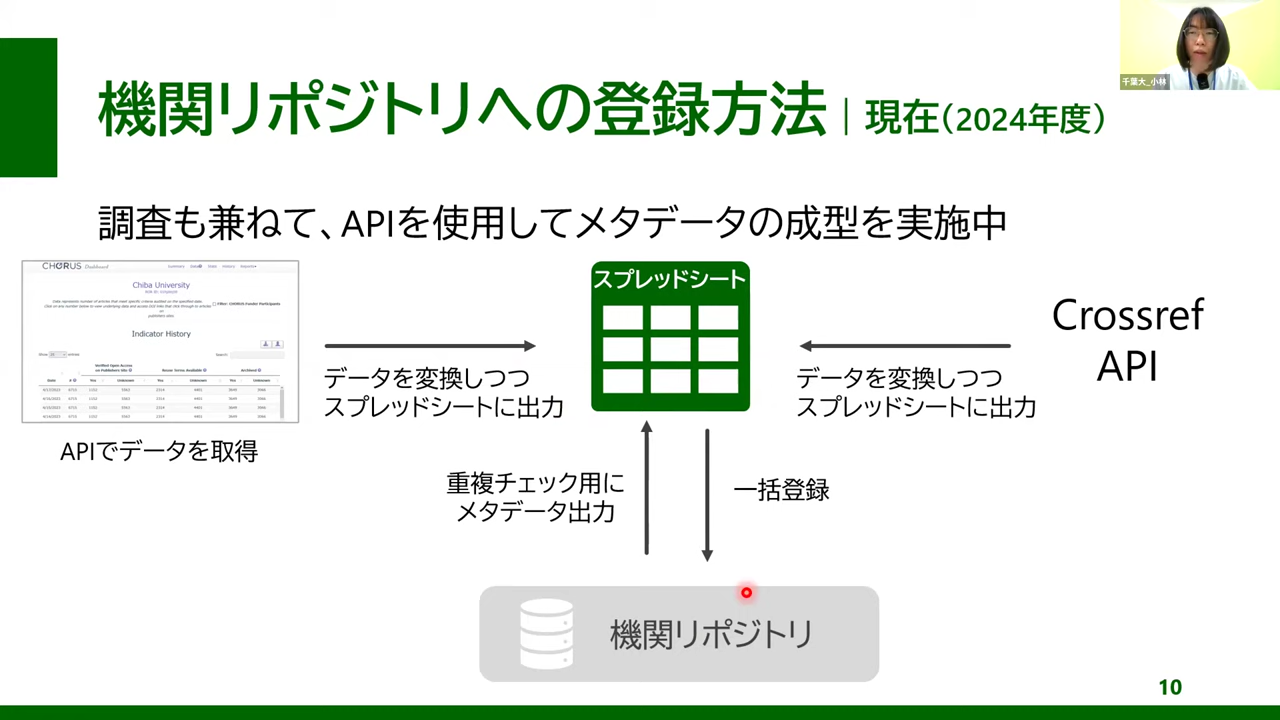 千葉大_小林
機関リポジトリへの登録方法｜現在（2024年度）
調査も兼ねて、APIを使用してメタデータの成型を実施中
CHORUS Dashboard
Chiba University
Indicator History
APIでデータを取得
データを変換しつつ
スプレッドシートに出力
スプレッドシート
データを変換しつつ
スプレッドシートに出力
Crossref
API
重複チェック用に
メタデータ出力
一括登録
機関リポジトリ
10